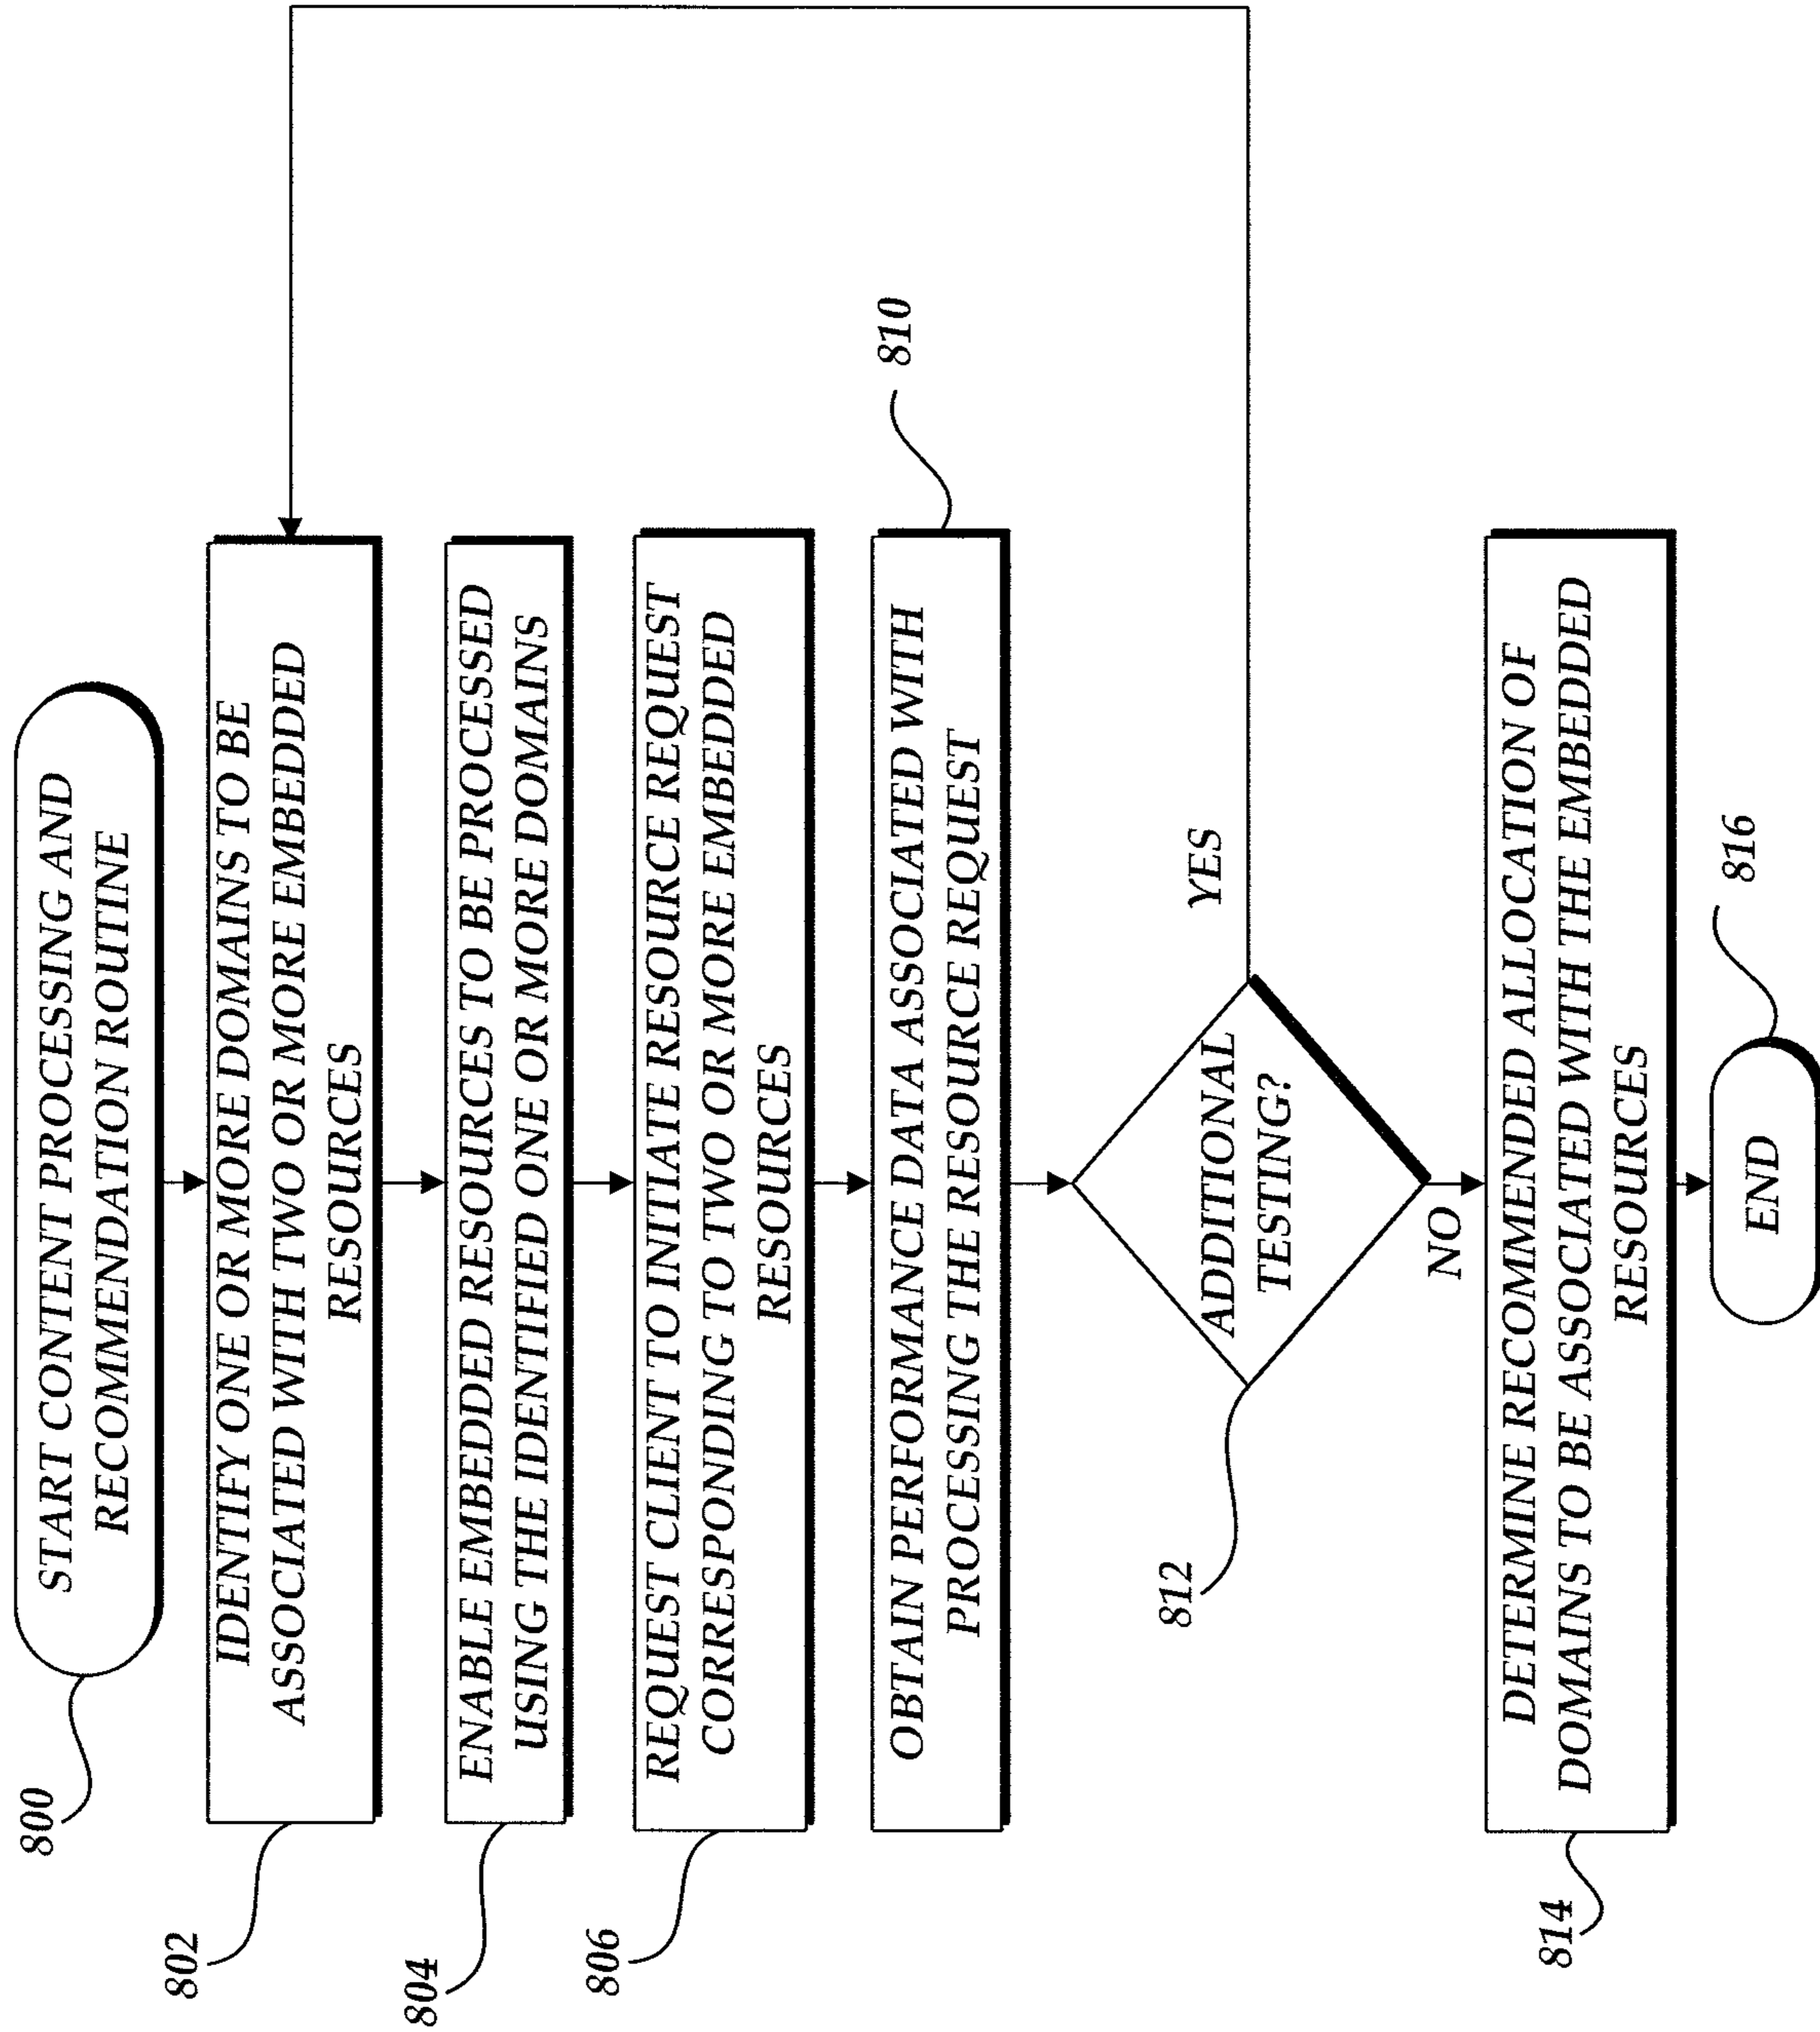 800
START CONTENT PROCESSING AND
RECOMMENDATION ROUTINE
802
IDENTIFY ONE OR MORE DOMAINS TO BE
ASSOCIATED WITH TWO OR MORE EMBEDDED
RESOURCES
804
ENABLE EMBEDDED RESOURCES TO BE PROCESSED
USING THE IDENTIFIED ONE OR MORE DOMAINS
806
REQUEST CLIENT TO INITIATE RESOURCE REQUEST
CORRESPONDING TO TWO OR MORE EMBEDDED
RESOURCES
810
OBTAIN PERFORMANCE DATA ASSOCIATED WITH
PROCESSING THE RESOURCE REQUEST
812
ADDITIONAL
TESTING?
YES
NO
814
DETERMINE RECOMMENDED ALLOCATION OF
DOMAINS TO BE ASSOCIATED WITH THE EMBEDDED
RESOURCES
816
END